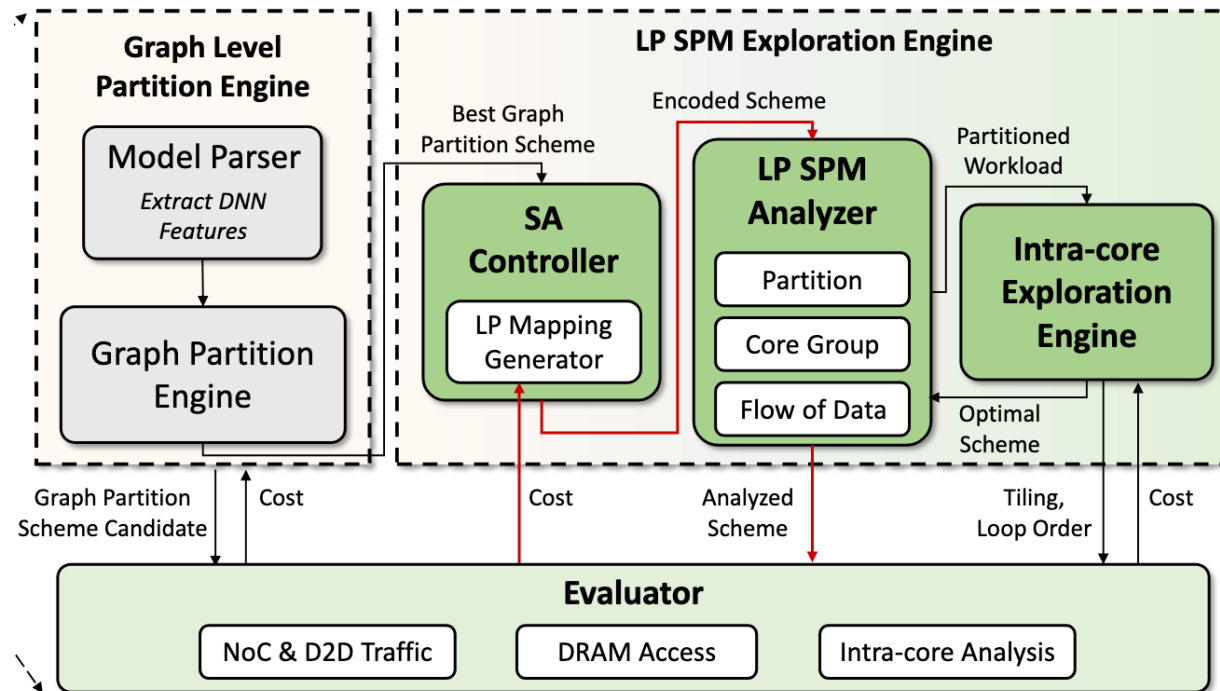 Graph Level
Partition Engine
Model Parser
Extract DNN
Features
Graph Partition
Engine
LP SPM Exploration Engine
Best Graph
Partition Scheme
Encoded Scheme
SA
Controller
LP Mapping
Generator
LP SPM
Analyzer
Partition
Core Group
Flow of Data
Partitioned
Workload
Intra-core
Exploration
Engine
Optimal
Scheme
Graph Partition
Scheme Candidate
Cost
Cost
Analyzed
Scheme
Tiling,
Loop Order
Cost
Evaluator
NoC & D2D Traffic
DRAM Access
Intra-core Analysis